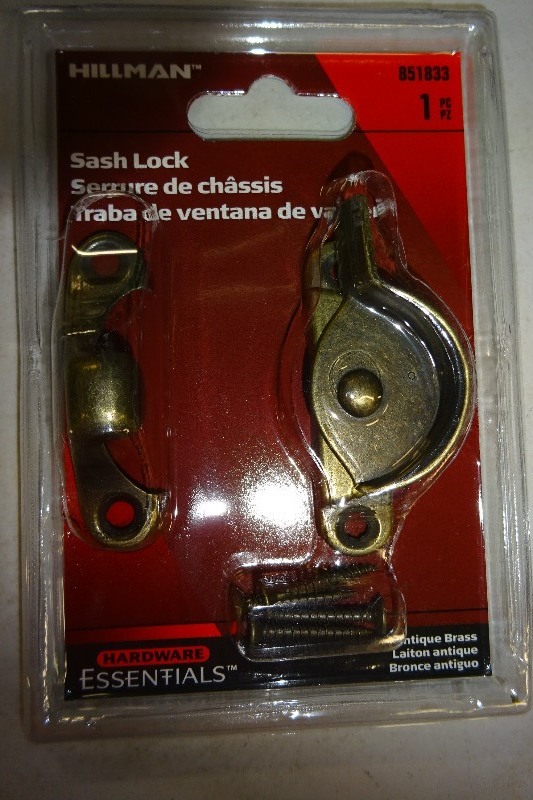 HILLMAN™
851833
1 PC PZ
Sash Lock
Serrure de châssis
Traba de ventana de
HARDWARE
ESSENTIALS™
Antique Brass
Laiton antique
Bronce antiguo